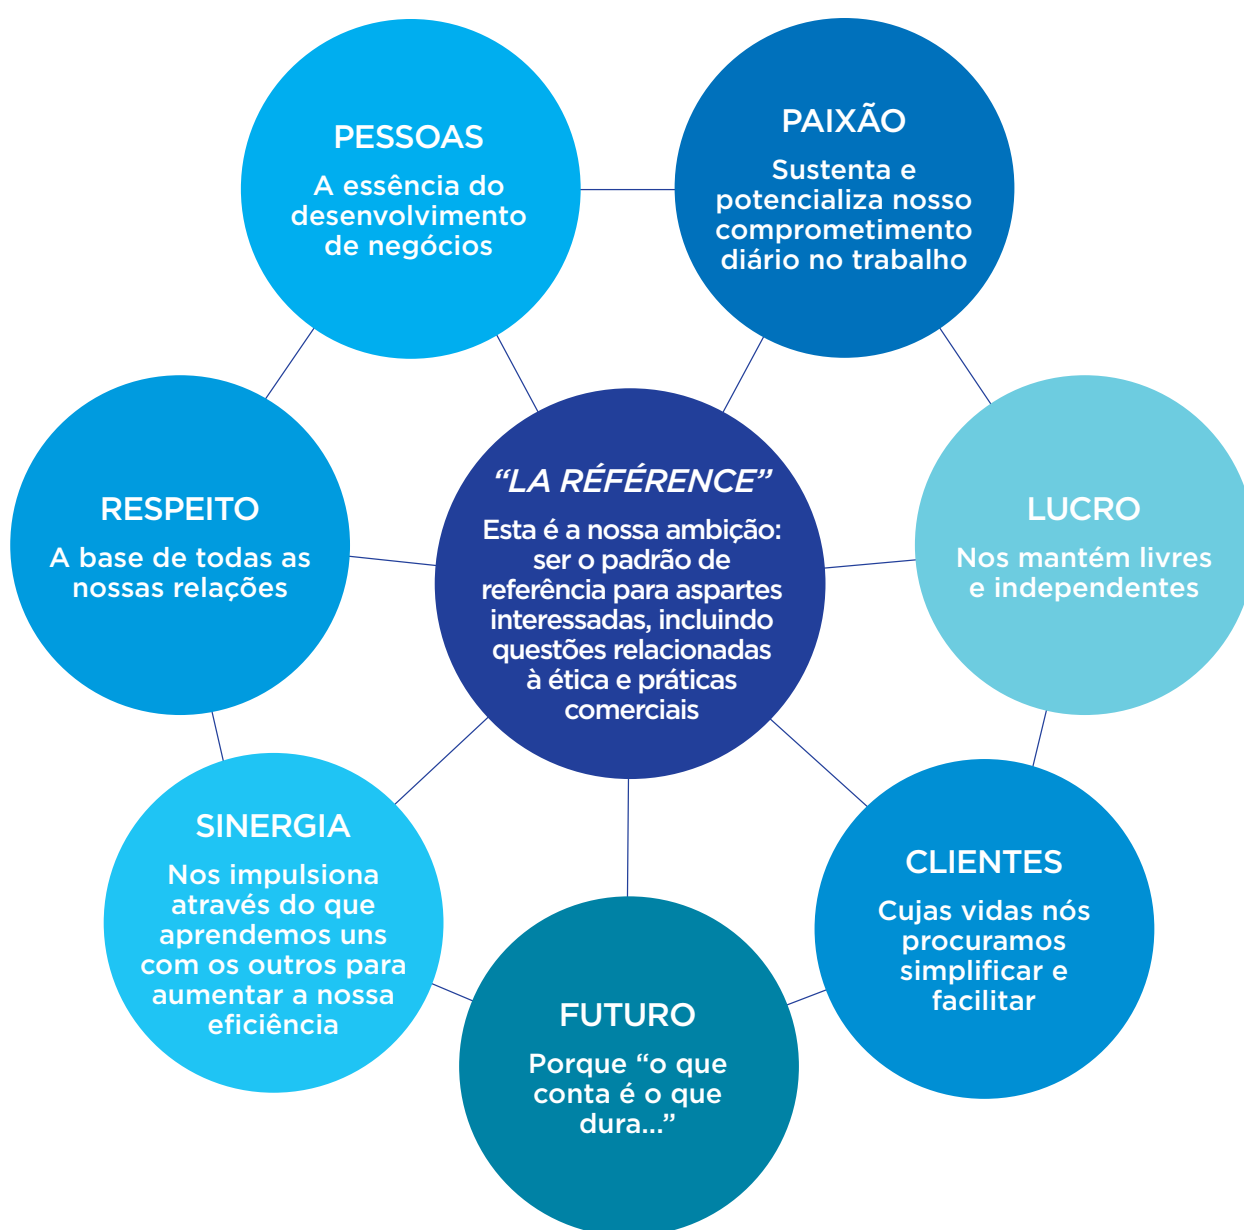 PESSOAS
A essência do
desenvolvimento
de negócios
PAIXÃO
Sustenta e
potencializa nosso
comprometimento
diário no trabalho
RESPEITO
A base de todas as
nossas relações
“LA RÉFÉRENCE”
Esta é a nossa ambição:
ser o padrão de
referência para aspartes
interessadas, incluindo
questões relacionadas
à ética e práticas
comerciais
LUCRO
Nos mantém livres
e independentes
SINERGIA
Nos impulsiona
através do que
aprendemos uns
com os outros para
aumentar a nossa
eficiência
CLIENTES
Cujas vidas nós
procuramos
simplificar e
facilitar
FUTURO
Porque “o que
conta é o que
dura...”